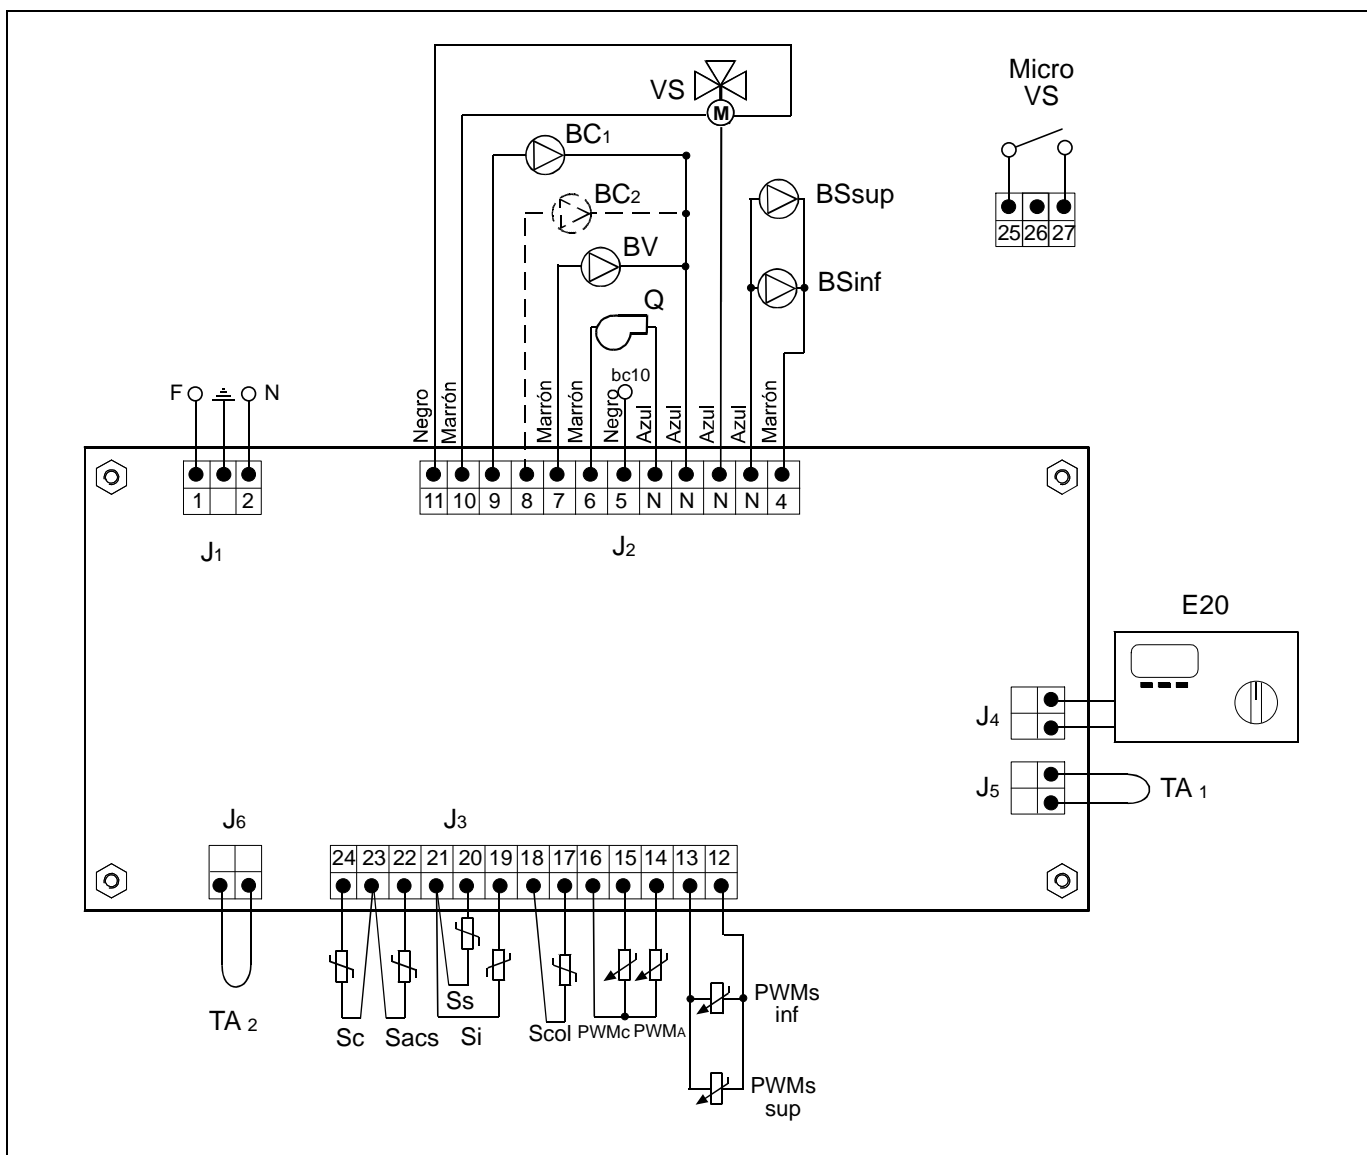 Micro
VS
VS
M
BC1
BC2
BV
Q
bc10
BSsup
BSinf
25 26 27
F N
Negro
Marrón
Marrón
Marrón
Negro
Azul
Azul
Azul
Azul
Marrón
1 2
11 10 9 8 7 6 5 N N N N 4
J1
J2
E20
J4
J5
TA 1
J6
J3
24 23 22 21 20 19 18 17 16 15 14 13 12
TA 2
Sc
Sacs
Ss
Si
Scol
PWMc
PWMA
PWMs
inf
PWMs
sup